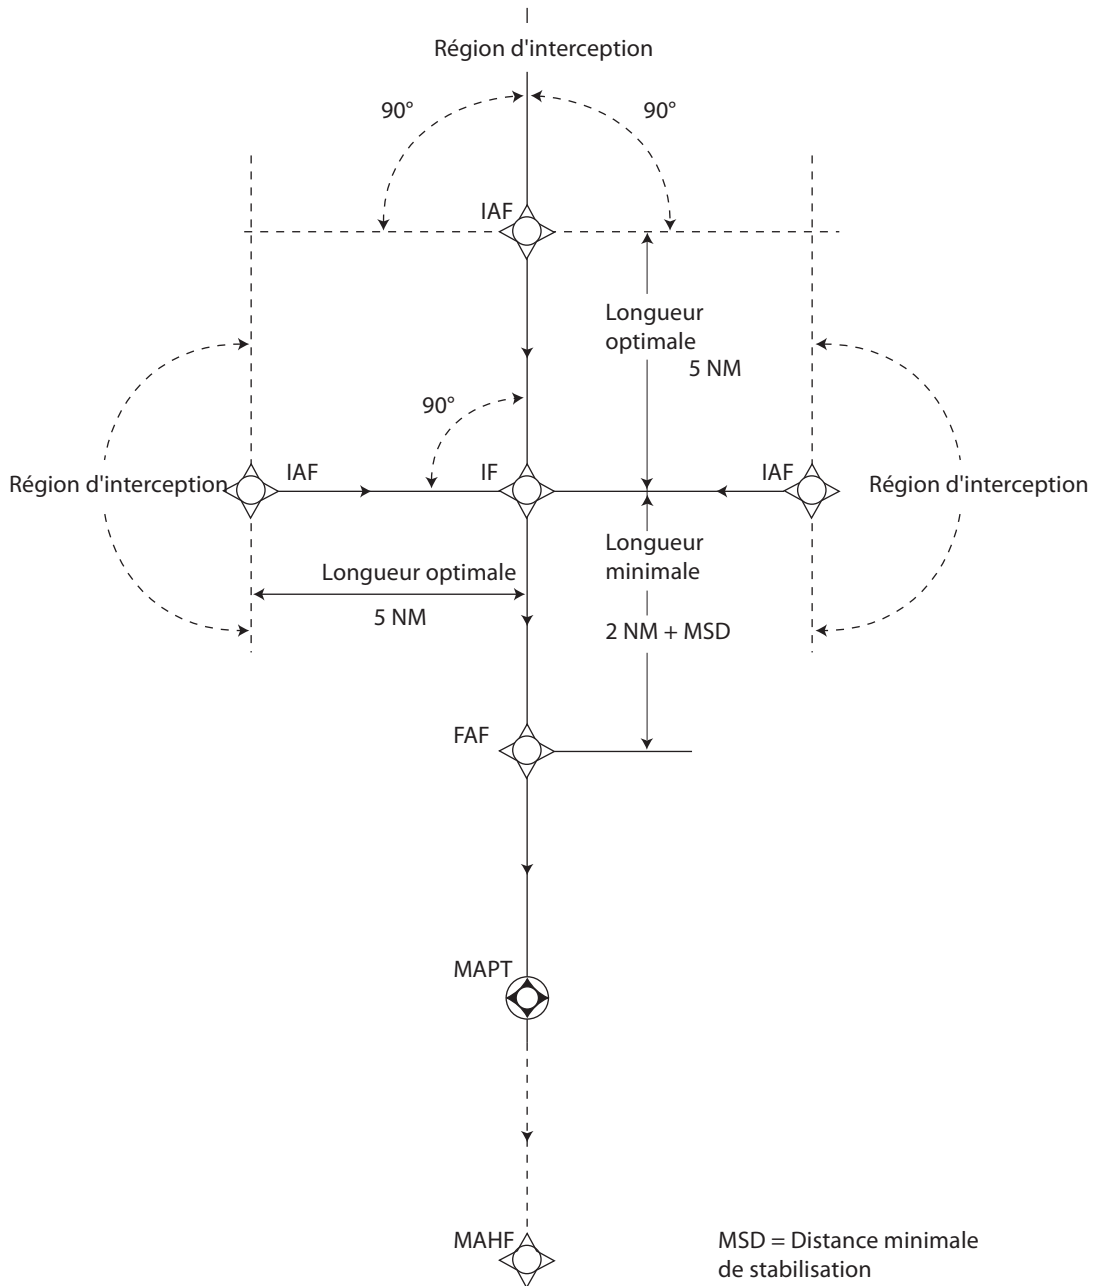 Région d'interception
90°
90°
IAF
Longueur
optimale
5 NM
90°
IAF
IF
IAF
Région d'interception
Région d'interception
Longueur
minimale
Longueur optimale
5 NM
2 NM + MSD
FAF
MAPT
MAHF
MSD = Distance minimale
de stabilisation